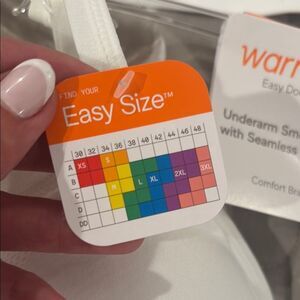 FIND YOUR
Easy Size™
30 32 34 36 38 40 42 44 46 48
A XS S
B M L XL 2XL 3XL
C
D
DD
warn
Easy Do
Underarm Sm
with Seamless
Comfort Bra